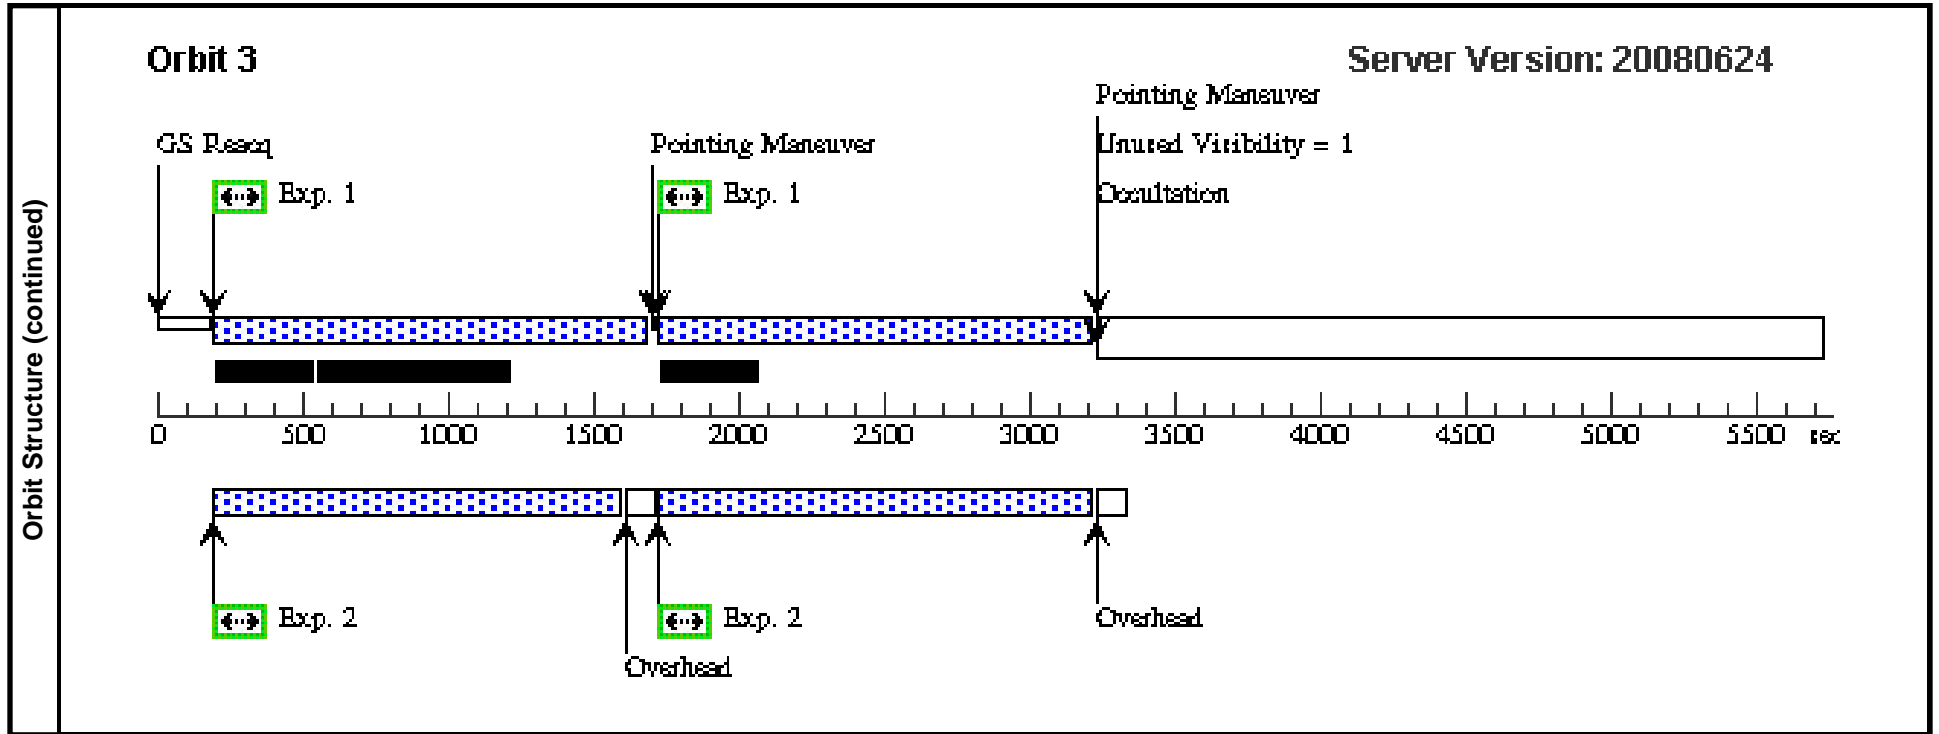 Orbit Structure (continued)
Orbit 3
Server Version: 20080624
Pointing Maneuver
GS Reacq
Pointing Maneuver
Unused Visibility = 1
Exp. 1
Exp. 1
Occultation
0 500 1000 1500 2000 2500 3000 3500 4000 4500 5000 5500 sec
Exp. 2
Exp. 2
Overhead
Overhead